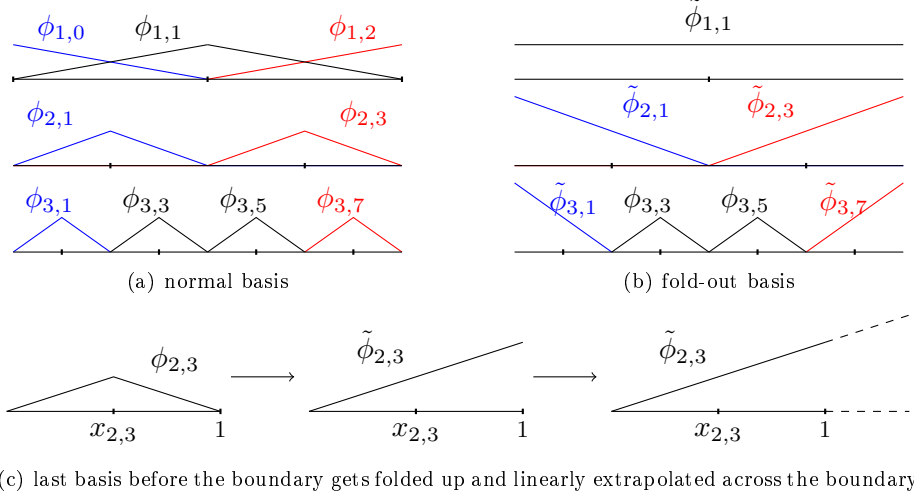 ϕ1,0 ϕ1,1 ϕ1,2
ϕ2,1 ϕ2,3
ϕ3,1 ϕ3,3 ϕ3,5 ϕ3,7
(a) normal basis
ϕ̃1,1
ϕ̃2,1 ϕ̃2,3
ϕ̃3,1 ϕ3,3 ϕ3,5 ϕ̃3,7
(b) fold-out basis
ϕ2,3 ϕ̃2,3 ϕ̃2,3
x2,3 1 x2,3 1 x2,3 1
(c) last basis before the boundary gets folded up and linearly extrapolated across the boundary